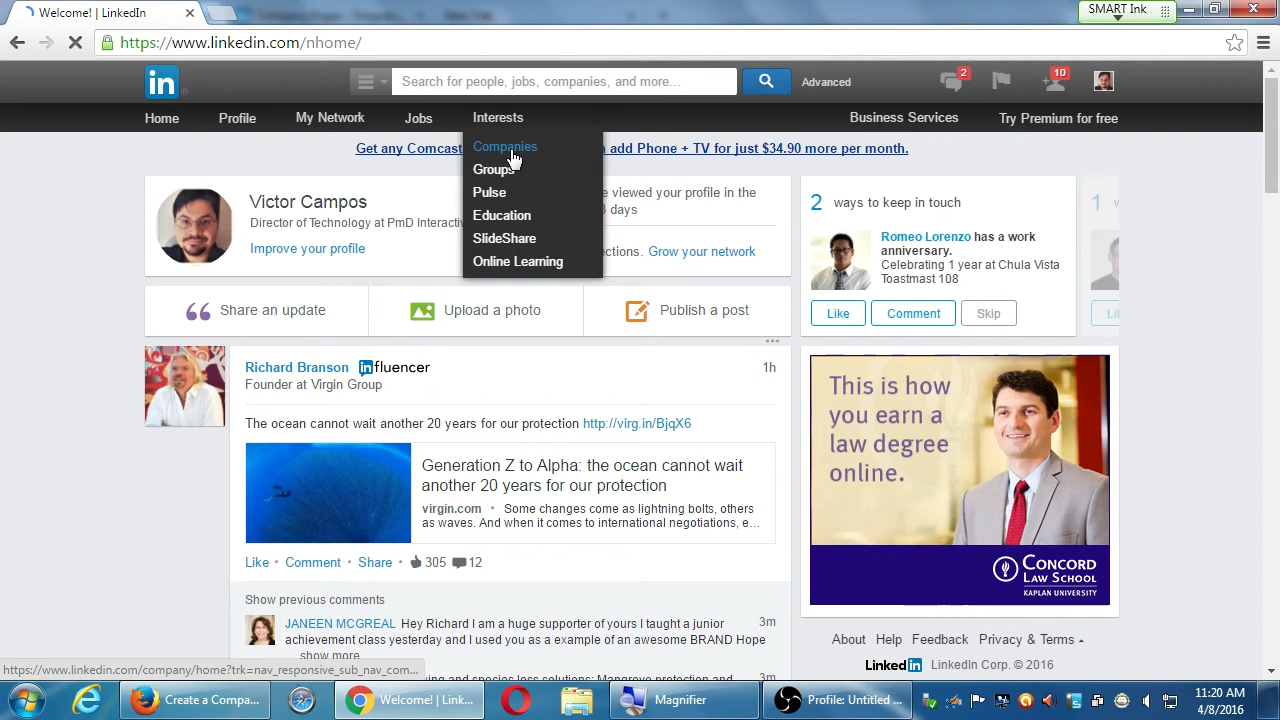 Welcome! | LinkedIn
SMART Ink
https://www.linkedin.com/nhome/
in
Search for people, jobs, companies, and more...
Advanced
2
10
Home
Profile
My Network
Jobs
Interests
Business Services
Try Premium for free
Get any Comcast
add Phone + TV for just $34.90 more per month.
Companies
Groups
Pulse
Education
SlideShare
Online Learning
Victor Campos
Director of Technology at PmD Interactiv
Improve your profile
e viewed your profile in the
3 days
ections. Grow your network
Share an update
Upload a photo
Publish a post
2 ways to keep in touch
1
Romeo Lorenzo has a work
anniversary.
Celebrating 1 year at Chula Vista
Toastmast 108
Like
Comment
Skip
Li
Richard Branson influencer
1h
Founder at Virgin Group
The ocean cannot wait another 20 years for our protection http://virg.in/BjqX6
Generation Z to Alpha: the ocean cannot wait
another 20 years for our protection
virgin.com • Some changes come as lightning bolts, others
as waves. And when it comes to international negotiations, e...
Like • Comment • Share • 305 12
Show previous comments
JANEEN MCGREAL Hey Richard I am a huge supporter of yours I taught a junior
3m
achievement class yesterday and I used you as a example of an awesome BRAND Hope
show more
3m
This is how
you earn a
law degree
online.
CONCORD
LAW SCHOOL
KAPLAN UNIVERSITY
About Help Feedback Privacy & Terms
LinkedIn LinkedIn Corp. © 2016
https://www.linkedin.com/company/home?trk=nav_responsive_sub_nav_com...
Create a Compa...
Welcome! | Link...
Magnifier
Profile: Untitled ...
11:20 AM
4/8/2016